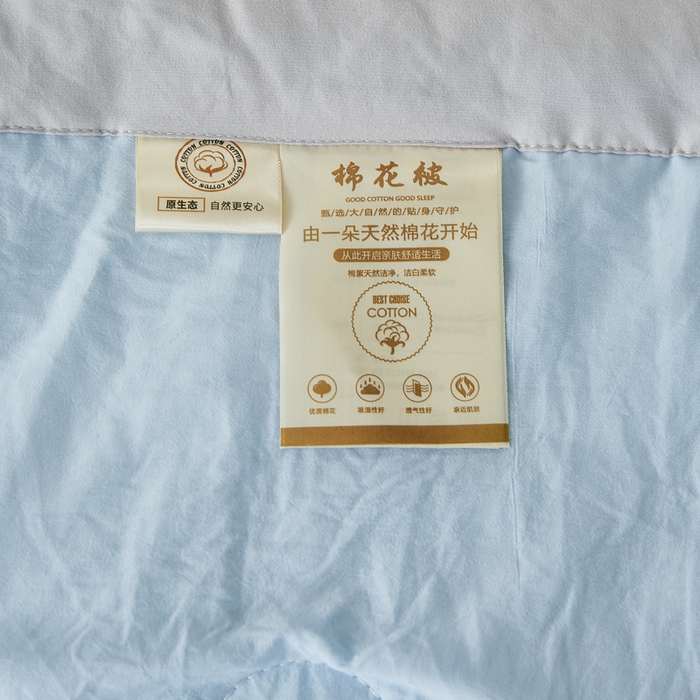 COTTON COTTON COTTON COTTON
原生态 自然更安心
棉花被
GOOD COTTON GOOD SLEEP
甄/选/大/自/然/的/贴/身/守/护
由一朵天然棉花开始
从此开启亲肤舒适生活
棉絮天然洁净，洁白柔软
BEST CHOISE
COTTON
优质棉花 吸湿性好 透气性好 亲近肌肤